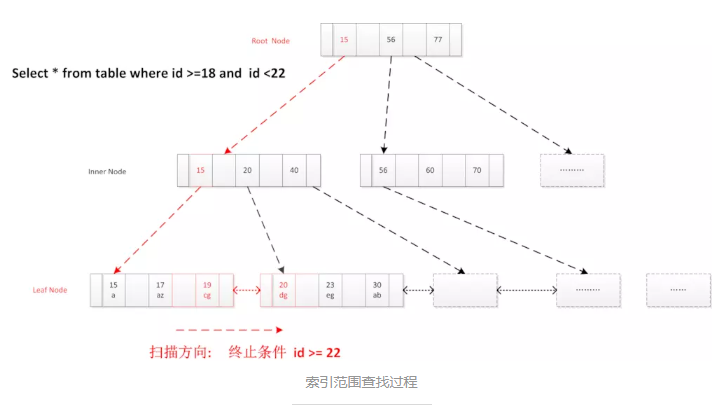 Root Node
15 56 77
Select * from table where id >=18 and id <22
Inner Node
15 20 40
56 60 70
.........
Leaf Node
15 17 19
a az cg
20 23 30
dg eg ab
.........
......
扫描方向: 终止条件 id >= 22
索引范围查找过程